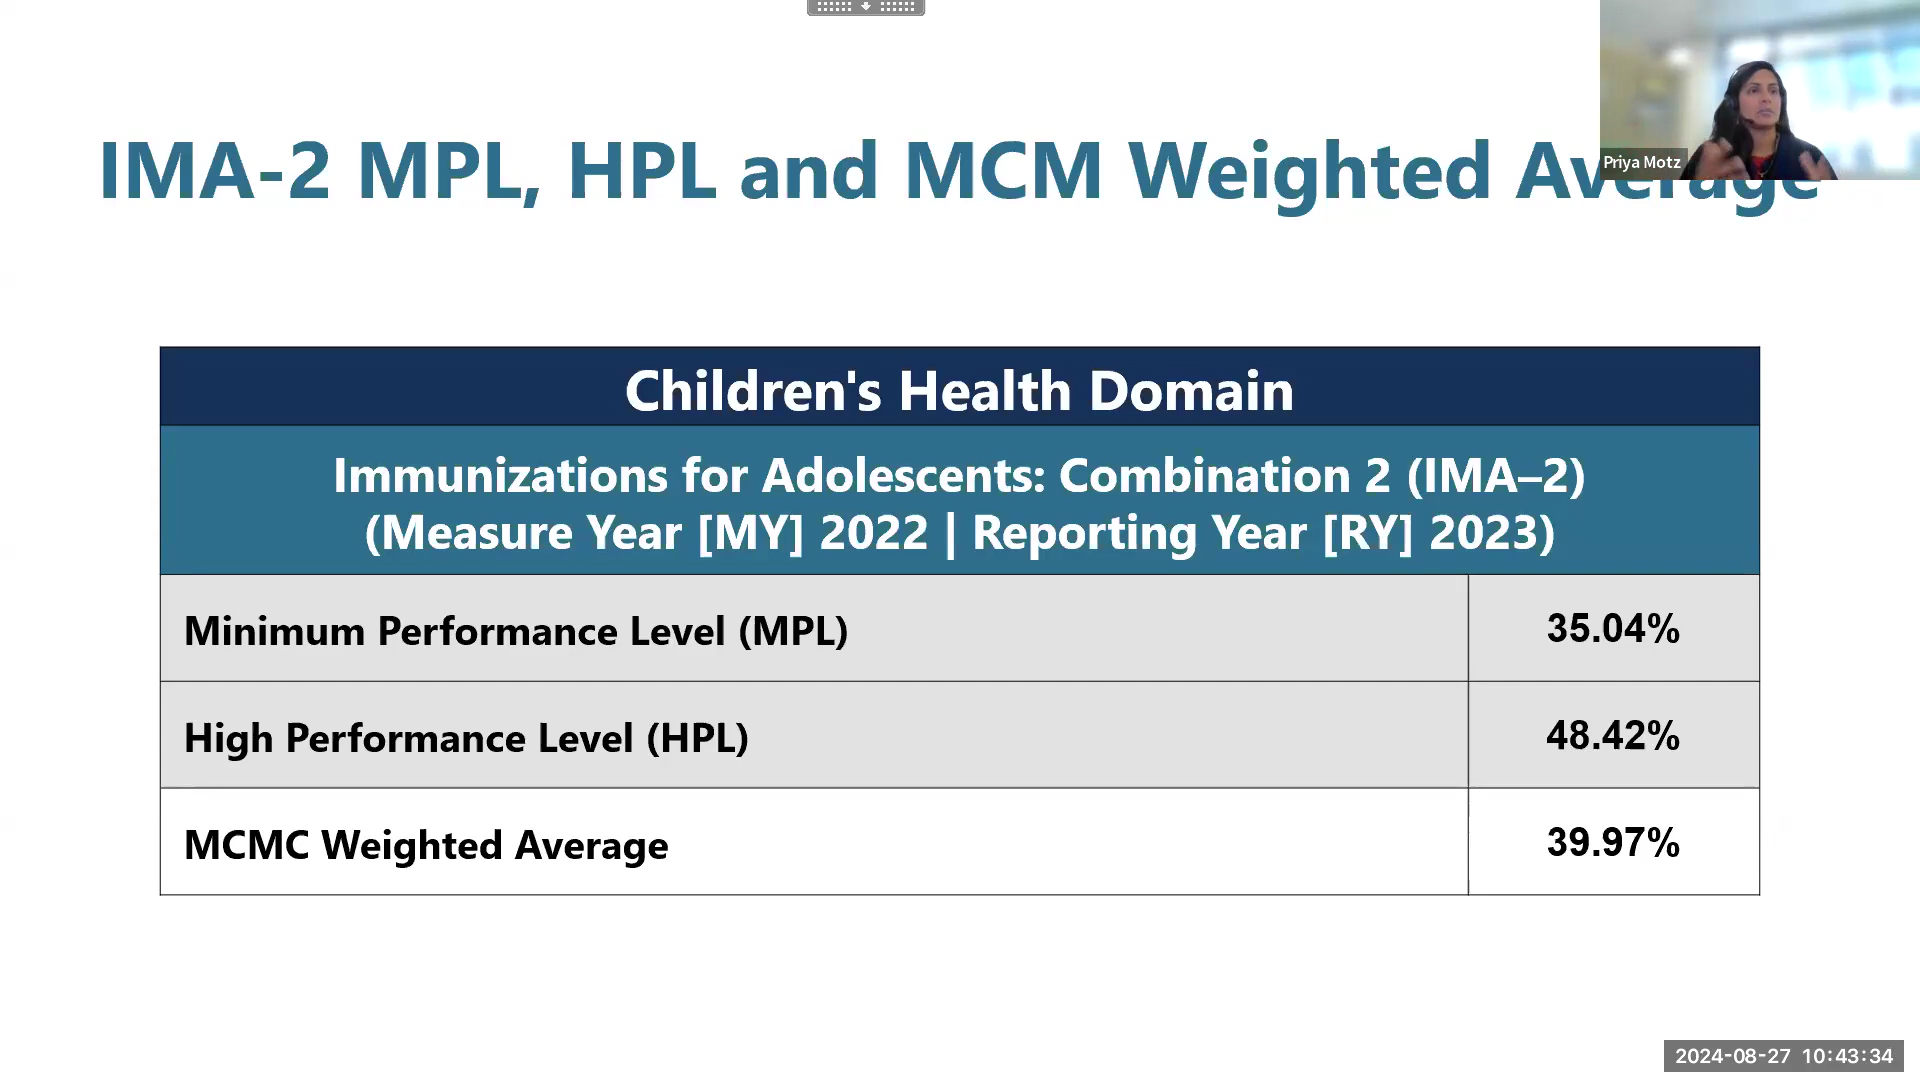 IMA-2 MPL, HPL and MCM Weighted Average
Priya Motz
Children's Health Domain
Immunizations for Adolescents: Combination 2 (IMA–2)
(Measure Year [MY] 2022 | Reporting Year [RY] 2023)
Minimum Performance Level (MPL) 35.04%
High Performance Level (HPL) 48.42%
MCMC Weighted Average 39.97%
2024-08-27 10:43:34